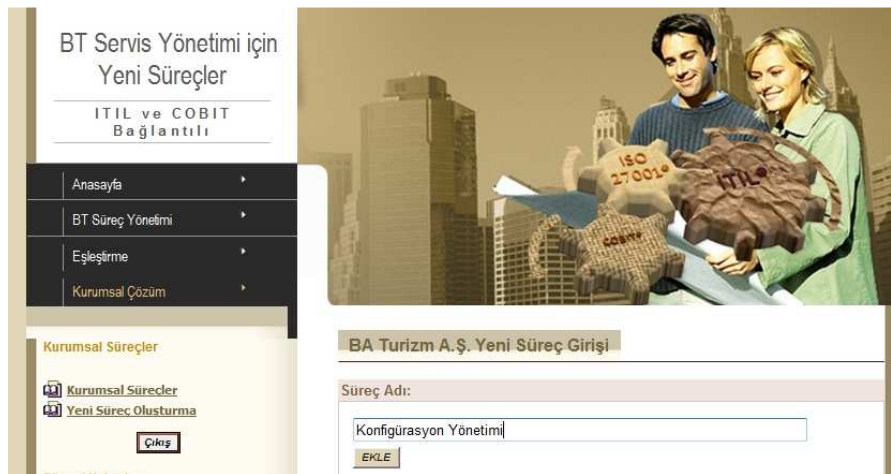 BT Servis Yönetimi için
Yeni Süreçler
ITIL ve COBIT
Bağlantılı
Anasayfa
BT Süreç Yönetimi
Eşleştirme
Kurumsal Çözüm
ISO
27001®
ITIL®
COBIT®
Kurumsal Süreçler
Kurumsal Süreçler
Yeni Süreç Olusturma
Çıkış
BA Turizm A.Ş. Yeni Süreç Girişi
Süreç Adı:
Konfigürasyon Yönetimi
EKLE